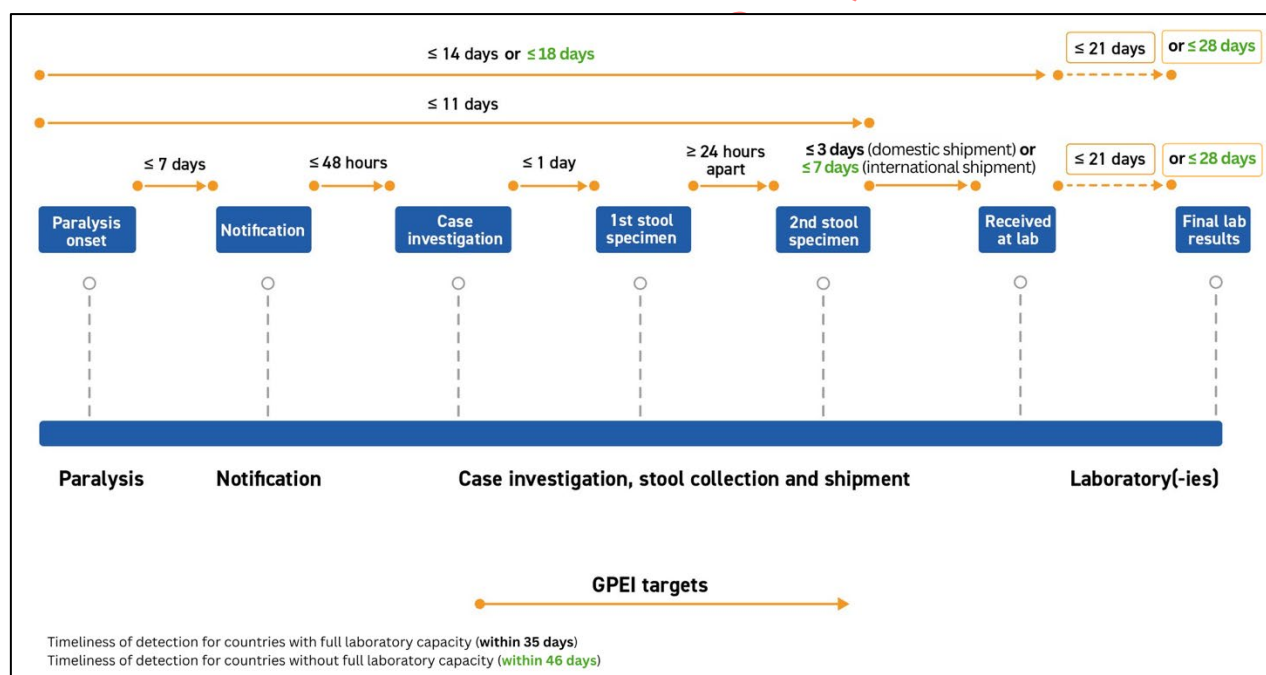 ≤ 14 days or ≤ 18 days
≤ 21 days
or ≤ 28 days
≤ 11 days
≤ 7 days
≤ 48 hours
≤ 1 day
≥ 24 hours
apart
≤ 3 days (domestic shipment) or
≤ 7 days (international shipment)
≤ 21 days
or ≤ 28 days
Paralysis
onset
Notification
Case
investigation
1st stool
specimen
2nd stool
specimen
Received
at lab
Final lab
results
Paralysis
Notification
Case investigation, stool collection and shipment
Laboratory(-ies)
GPEI targets
Timeliness of detection for countries with full laboratory capacity (within 35 days)
Timeliness of detection for countries without full laboratory capacity (within 46 days)